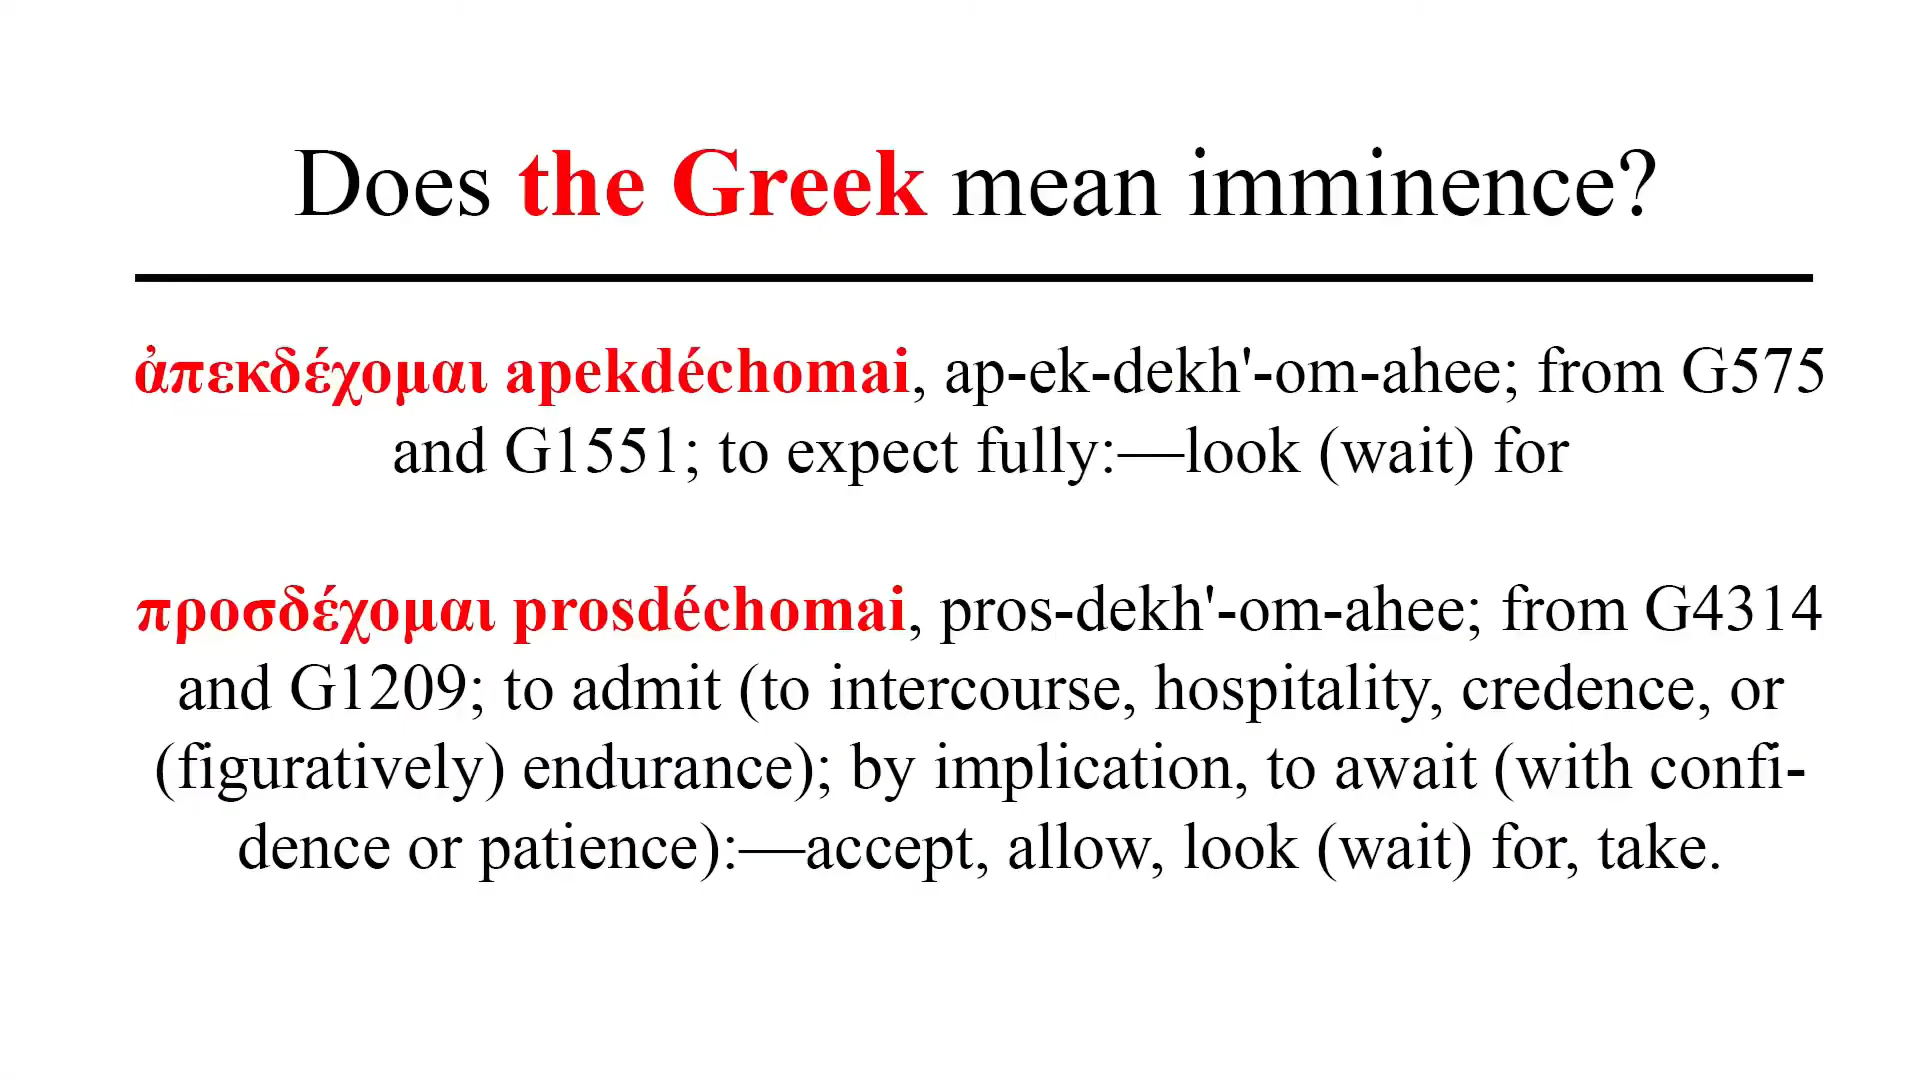 Does the Greek mean imminence?
ἀπεκδέχομαι apekdéchomai, ap-ek-dekh'-om-ahee; from G575
and G1551; to expect fully:—look (wait) for
προσδέχομαι prosdéchomai, pros-dekh'-om-ahee; from G4314
and G1209; to admit (to intercourse, hospitality, credence, or
(figuratively) endurance); by implication, to await (with confi-
dence or patience):—accept, allow, look (wait) for, take.